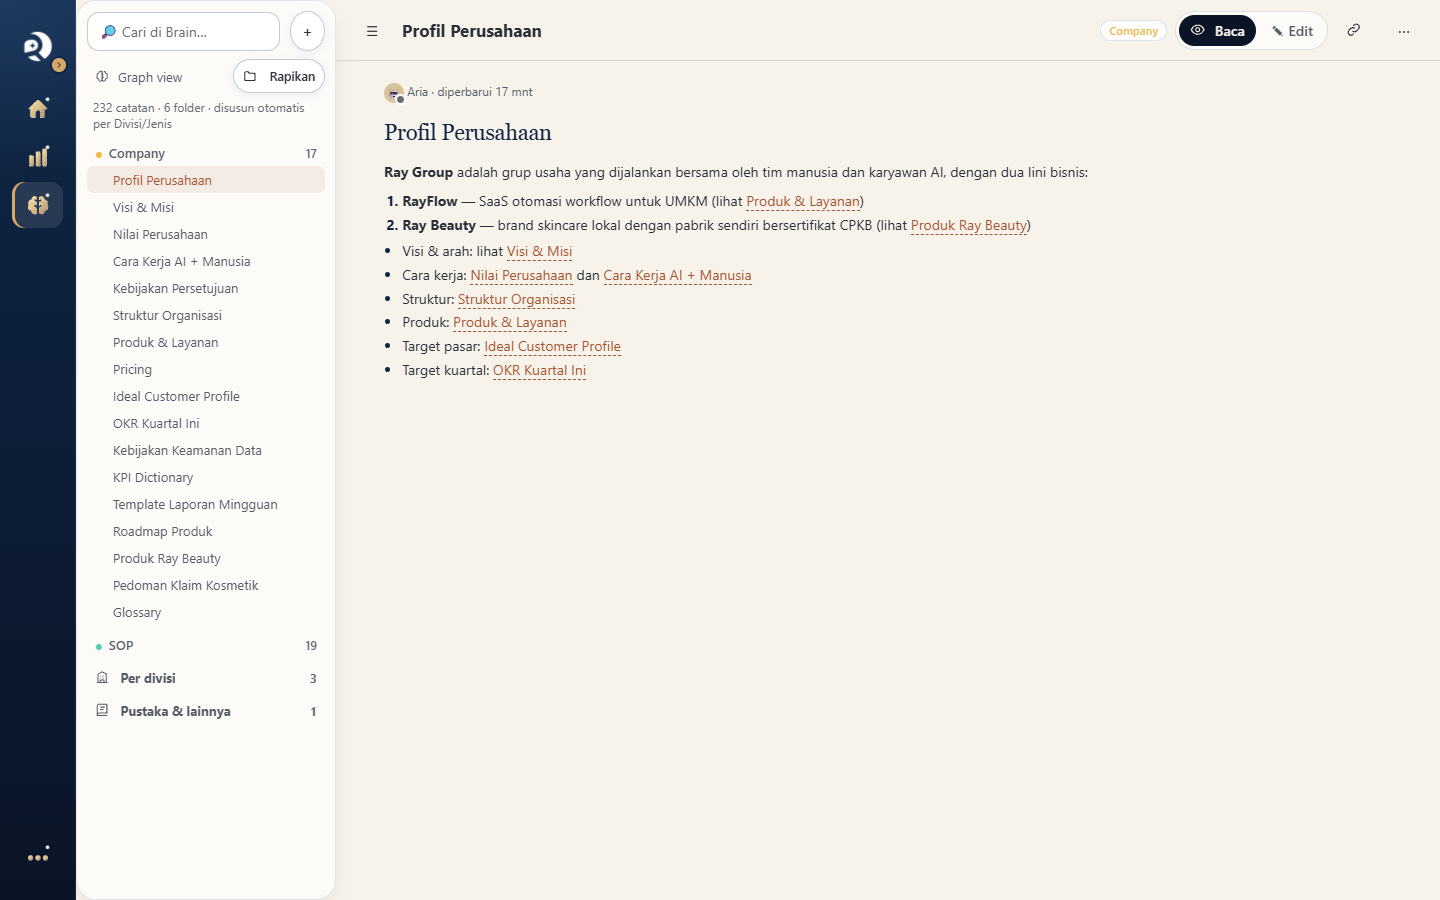 Cari di Brain...
+
Graph view
Rapikan
232 catatan · 6 folder · disusun otomatis
per Divisi/Jenis
Company 17
Profil Perusahaan
Visi & Misi
Nilai Perusahaan
Cara Kerja AI + Manusia
Kebijakan Persetujuan
Struktur Organisasi
Produk & Layanan
Pricing
Ideal Customer Profile
OKR Kuartal Ini
Kebijakan Keamanan Data
KPI Dictionary
Template Laporan Mingguan
Roadmap Produk
Produk Ray Beauty
Pedoman Klaim Kosmetik
Glossary
SOP 19
Per divisi 3
Pustaka & lainnya 1
Profil Perusahaan
Company
Baca
Edit
Aria · diperbarui 17 mnt
Profil Perusahaan
Ray Group adalah grup usaha yang dijalankan bersama oleh tim manusia dan karyawan AI, dengan dua lini bisnis:
1. RayFlow — SaaS otomasi workflow untuk UMKM (lihat Produk & Layanan)
2. Ray Beauty — brand skincare lokal dengan pabrik sendiri bersertifikat CPKB (lihat Produk Ray Beauty)
• Visi & arah: lihat Visi & Misi
• Cara kerja: Nilai Perusahaan dan Cara Kerja AI + Manusia
• Struktur: Struktur Organisasi
• Produk: Produk & Layanan
• Target pasar: Ideal Customer Profile
• Target kuartal: OKR Kuartal Ini